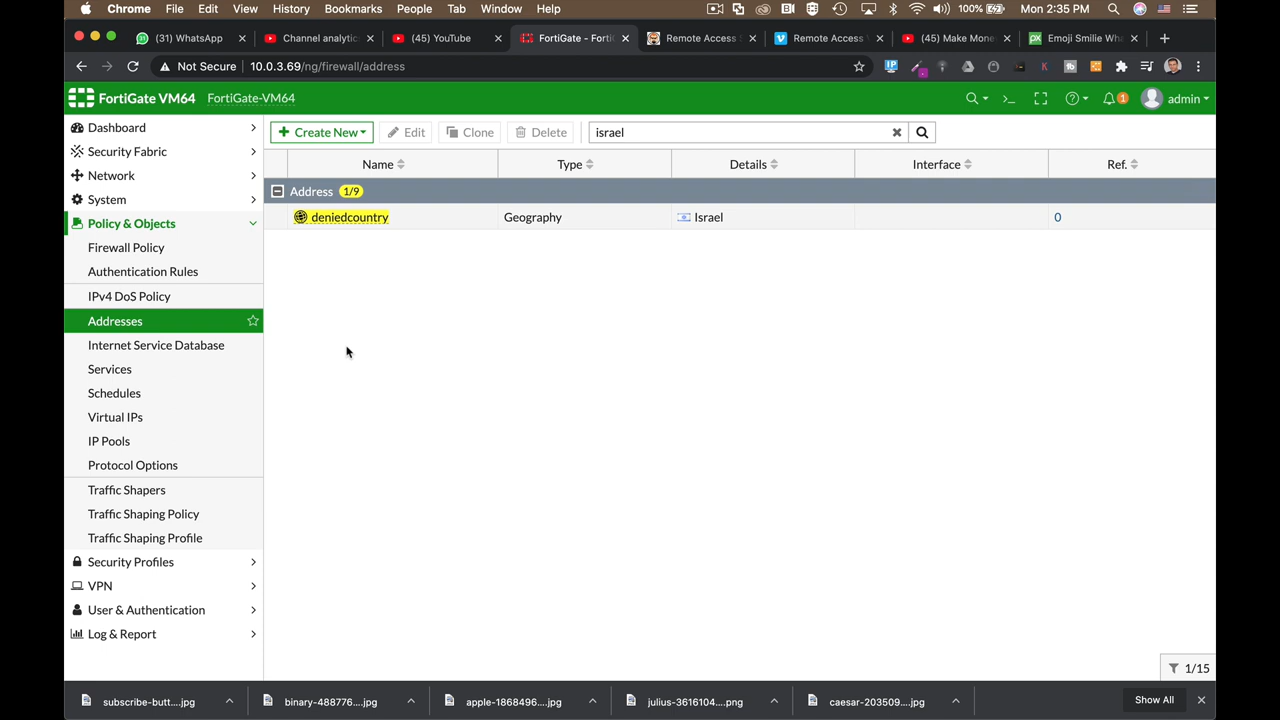 Chrome File Edit View History Bookmarks People Tab Window Help 100% Mon 2:35 PM
(31) WhatsApp Channel analytic (45) YouTube FortiGate - Forti Remote Access Remote Access (45) Make Mone Emoji Smilie Wha
Not Secure 10.0.3.69/ng/firewall/address
FortiGate VM64 FortiGate-VM64 1 admin
Dashboard
Security Fabric
Network
System
Policy & Objects
Firewall Policy
Authentication Rules
IPv4 DoS Policy
Addresses
Internet Service Database
Services
Schedules
Virtual IPs
IP Pools
Protocol Options
Traffic Shapers
Traffic Shaping Policy
Traffic Shaping Profile
Security Profiles
VPN
User & Authentication
Log & Report
Create New Edit Clone Delete israel
Name Type Details Interface Ref.
Address 1/9
deniedcountry Geography Israel 0
1/15
subscribe-butt....jpg binary-488776....jpg apple-1868496....jpg julius-3616104....png caesar-203509....jpg Show All